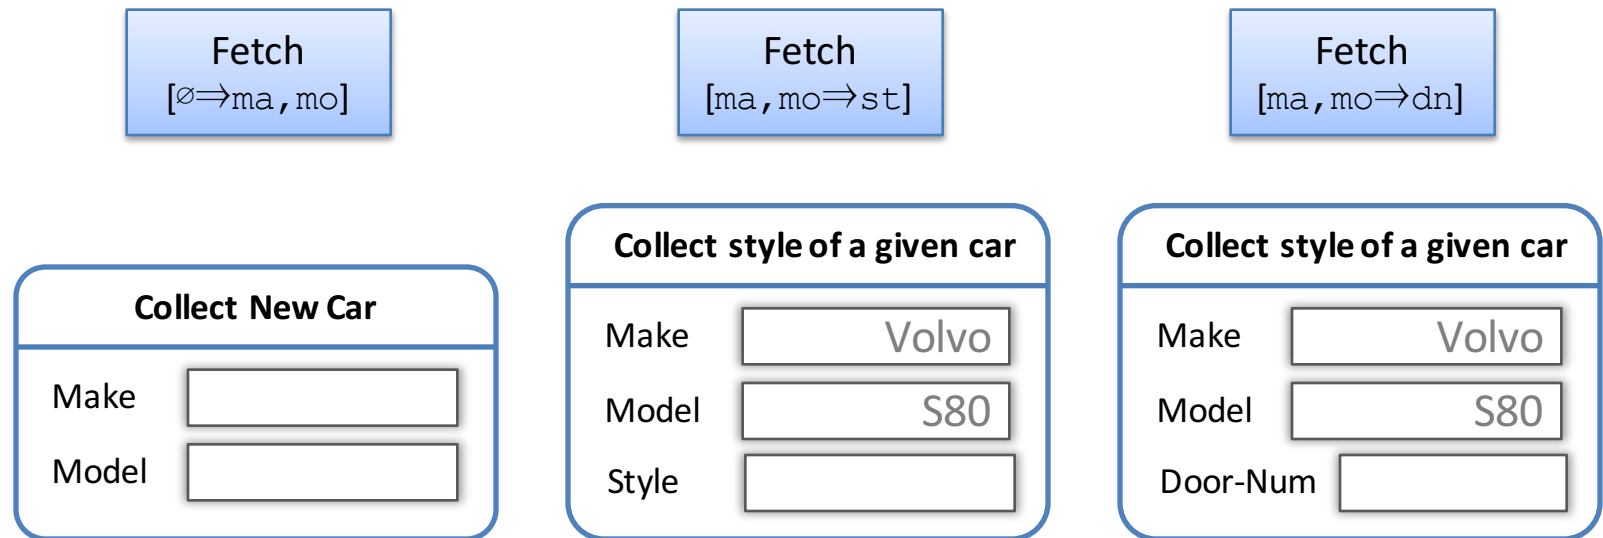 Fetch
[∅⇒ma,mo]
Fetch
[ma,mo⇒st]
Fetch
[ma,mo⇒dn]
Collect New Car
Make
Model
Collect style of a given car
Make Volvo
Model S80
Style
Collect style of a given car
Make Volvo
Model S80
Door-Num